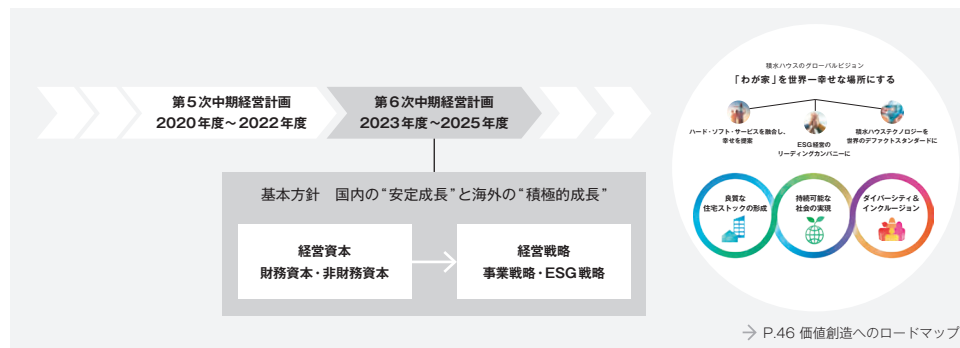 第5次中期経営計画
2020年度～2022年度
第6次中期経営計画
2023年度～2025年度
基本方針　国内の“安定成長”と海外の“積極的成長”
経営資本
財務資本・非財務資本
経営戦略
事業戦略・ESG戦略
積水ハウスのグローバルビジョン
「わが家」を世界一幸せな場所にする
ハード・ソフト・サービスを融合し、
幸せを提案
ESG経営の
リーディングカンパニーに
積水ハウステクノロジーを
世界のデファクトスタンダードに
良質な
住宅ストックの形成
持続可能な
社会の実現
ダイバーシティ＆
インクルージョン
→ P.46 価値創造へのロードマップ